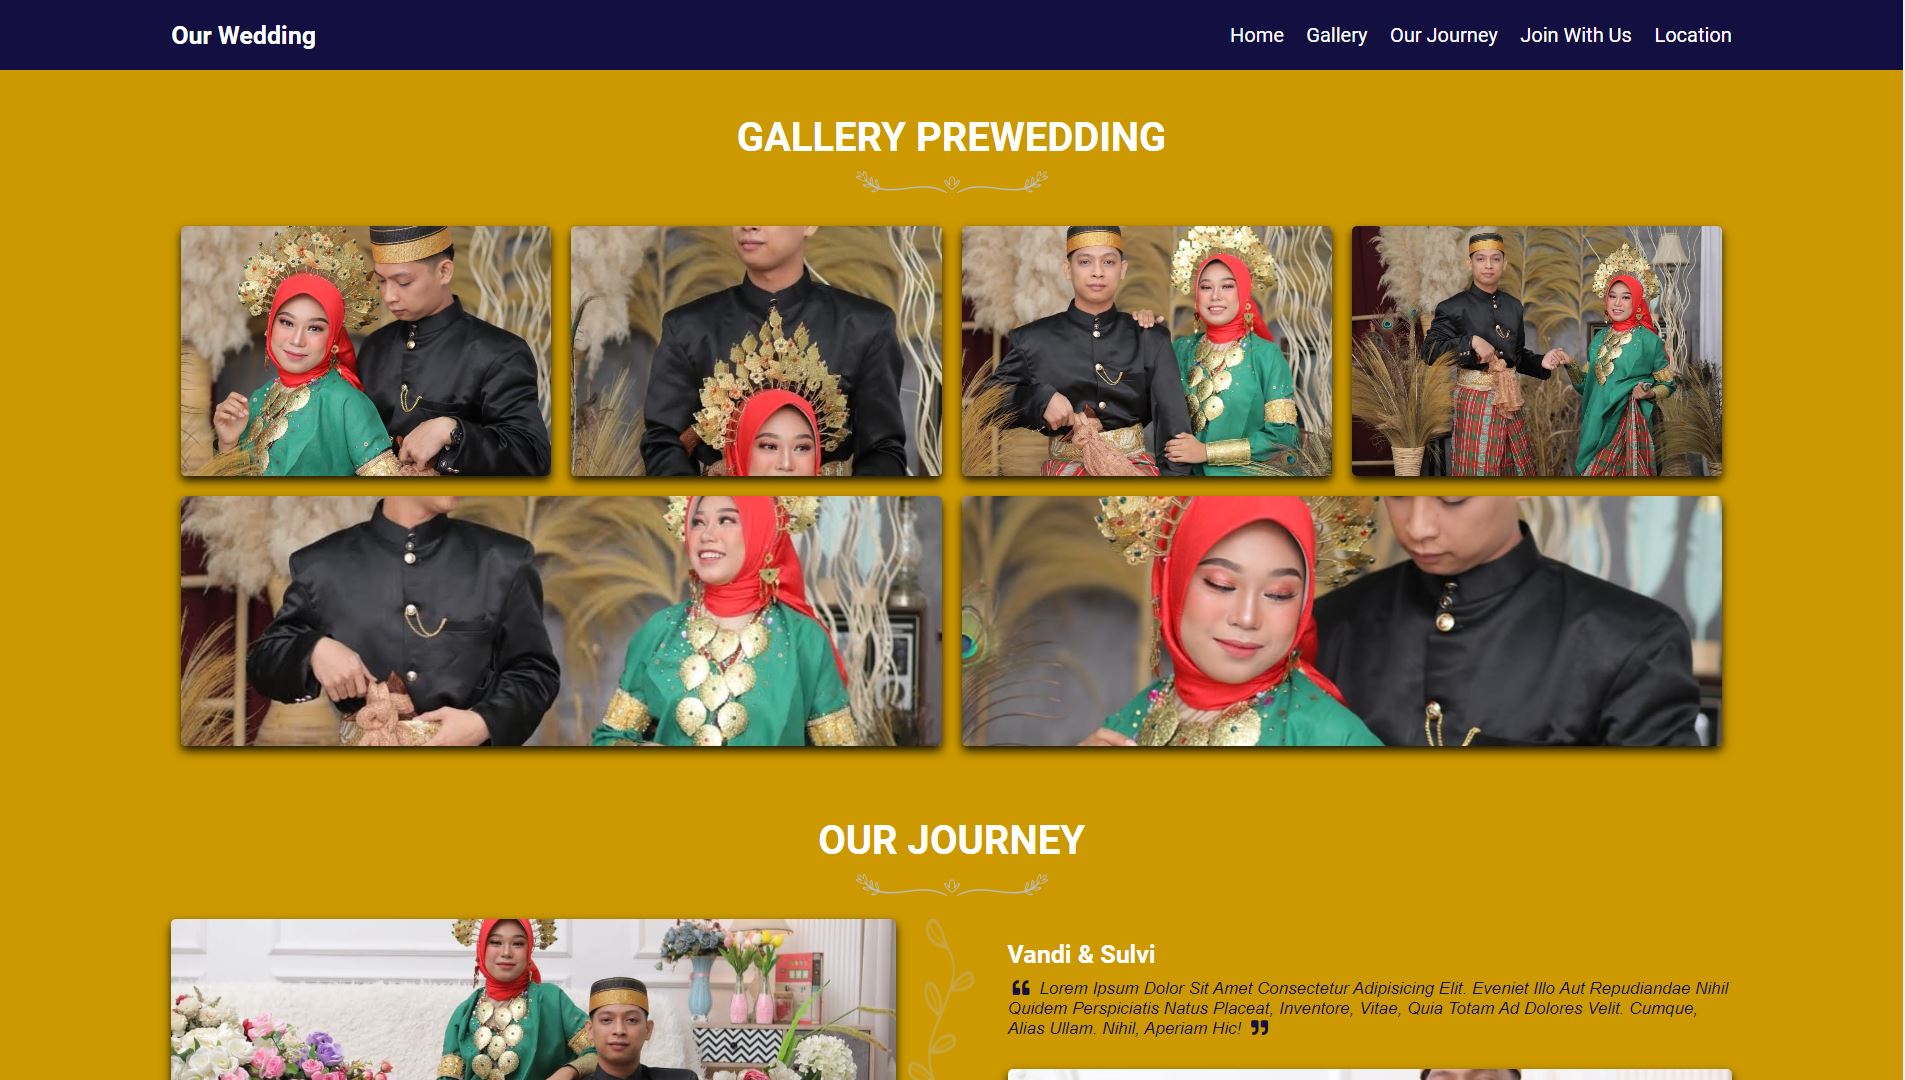 Our Wedding
Home Gallery Our Journey Join With Us Location
GALLERY PREWEDDING
OUR JOURNEY
Vandi & Sulvi
❝ Lorem Ipsum Dolor Sit Amet Consectetur Adipisicing Elit. Eveniet Illo Aut Repudiandae Nihil
Quidem Perspiciatis Natus Placeat, Inventore, Vitae, Quia Totam Ad Dolores Velit. Cumque,
Alias Ullam. Nihil, Aperiam Hic! ❞